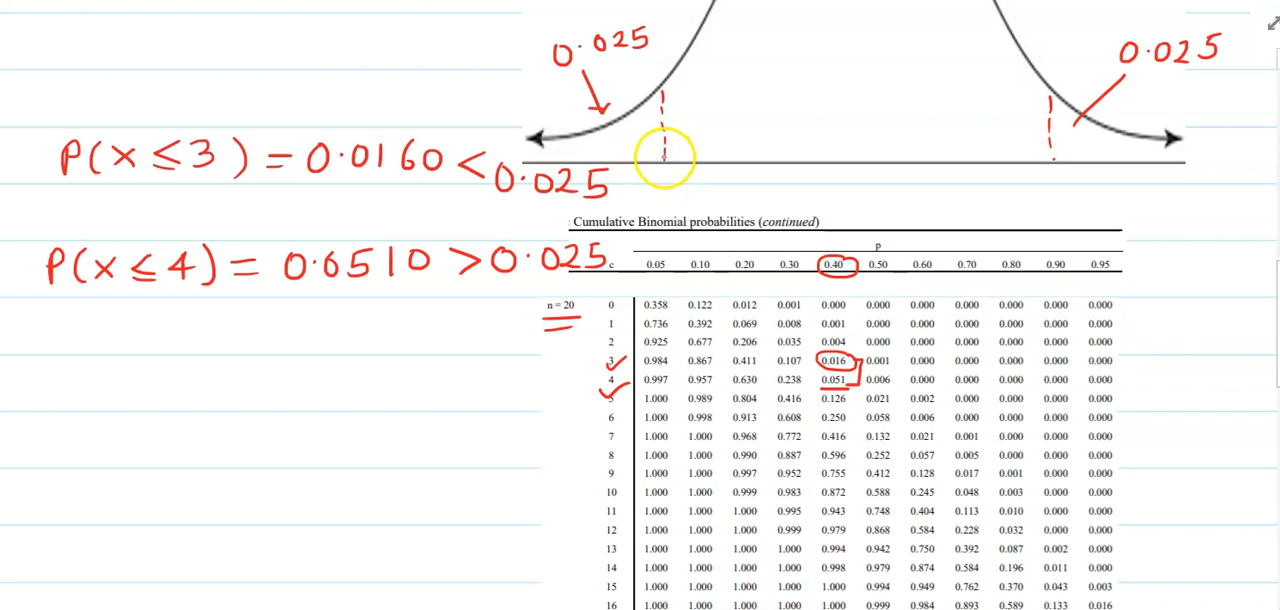 0.025
0.025
P(x ≤ 3) = 0.0160 < 0.025
Cumulative Binomial probabilities (continued)
P(x ≤ 4) = 0.0510 > 0.025
p
c 0.05 0.10 0.20 0.30 0.40 0.50 0.60 0.70 0.80 0.90 0.95
n = 20 0 0.358 0.122 0.012 0.001 0.000 0.000 0.000 0.000 0.000 0.000 0.000
1 0.736 0.392 0.069 0.008 0.001 0.000 0.000 0.000 0.000 0.000 0.000
2 0.925 0.677 0.206 0.035 0.004 0.000 0.000 0.000 0.000 0.000 0.000
3 0.984 0.867 0.411 0.107 0.016 0.001 0.000 0.000 0.000 0.000 0.000
4 0.997 0.957 0.630 0.238 0.051 0.006 0.000 0.000 0.000 0.000 0.000
5 1.000 0.989 0.804 0.416 0.126 0.021 0.002 0.000 0.000 0.000 0.000
6 1.000 0.998 0.913 0.608 0.250 0.058 0.006 0.000 0.000 0.000 0.000
7 1.000 1.000 0.968 0.772 0.416 0.132 0.021 0.001 0.000 0.000 0.000
8 1.000 1.000 0.990 0.887 0.596 0.252 0.057 0.005 0.000 0.000 0.000
9 1.000 1.000 0.997 0.952 0.755 0.412 0.128 0.017 0.001 0.000 0.000
10 1.000 1.000 0.999 0.983 0.872 0.588 0.245 0.048 0.003 0.000 0.000
11 1.000 1.000 1.000 0.995 0.943 0.748 0.404 0.113 0.010 0.000 0.000
12 1.000 1.000 1.000 0.999 0.979 0.868 0.584 0.228 0.032 0.000 0.000
13 1.000 1.000 1.000 1.000 0.994 0.942 0.750 0.392 0.087 0.002 0.000
14 1.000 1.000 1.000 1.000 0.998 0.979 0.874 0.584 0.196 0.011 0.000
15 1.000 1.000 1.000 1.000 1.000 0.994 0.949 0.762 0.370 0.043 0.003
16 1.000 1.000 1.000 1.000 1.000 0.999 0.984 0.893 0.589 0.133 0.016